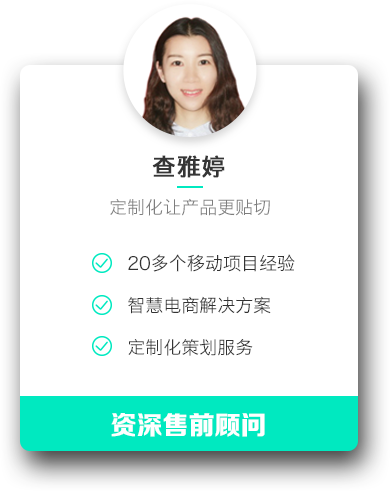 查雅婷
定制化让产品更贴切
20多个移动项目经验
智慧电商解决方案
定制化策划服务
资深售前顾问